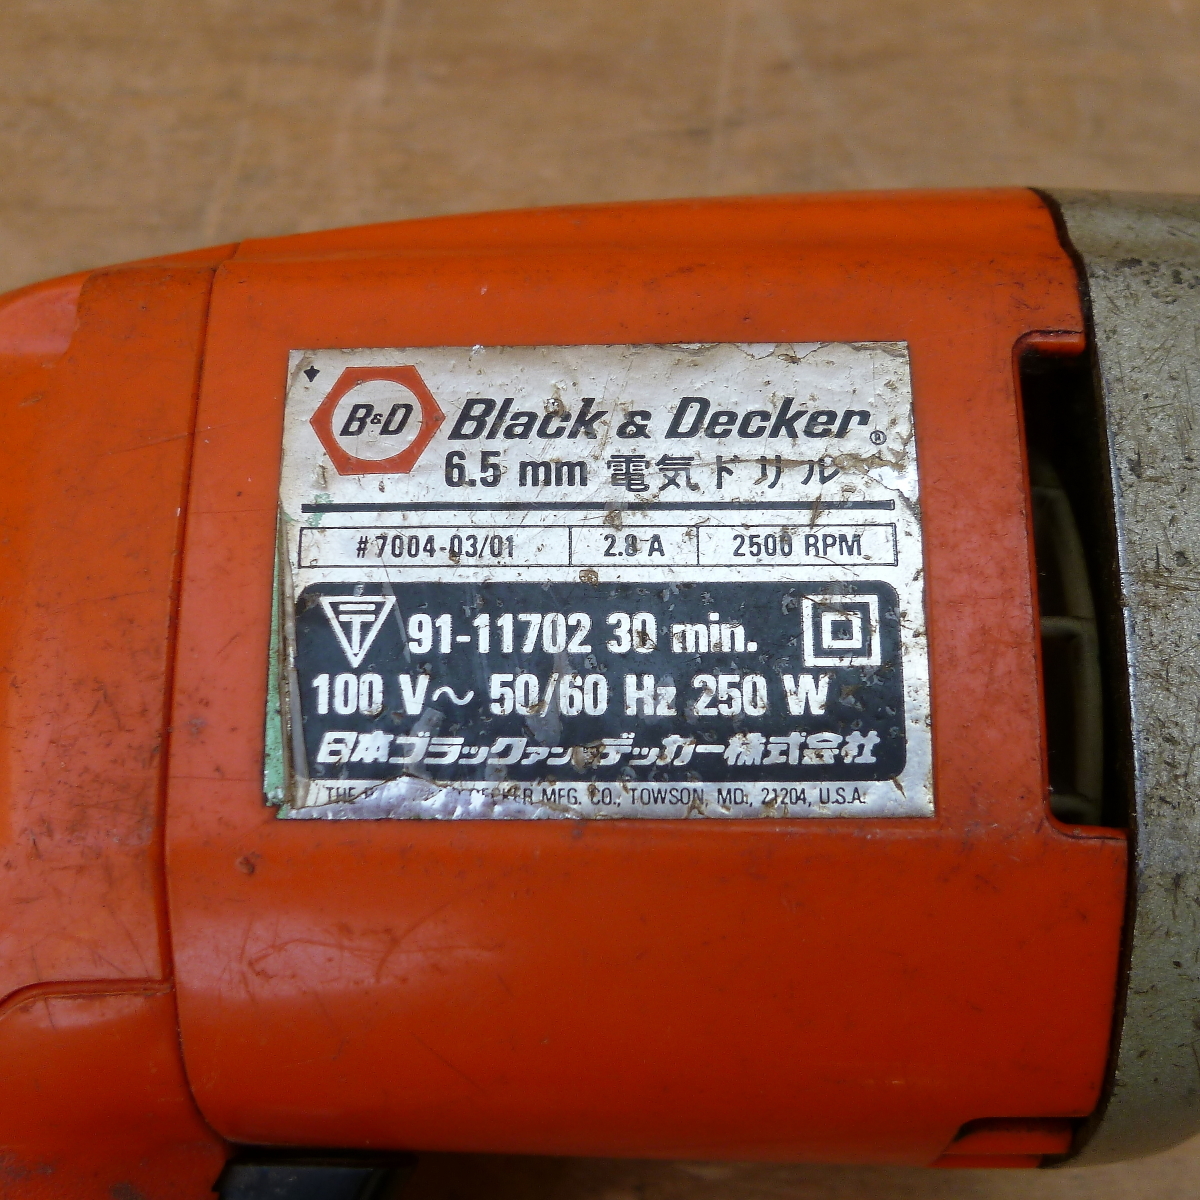 B&D Black & Decker®
6.5 mm 電気ドリル
#7004-03/01 2.8 A 2500 RPM
91-11702 30 min.
100 V~ 50/60 Hz 250 W
日本ブラックアンドデッカー株式会社
THE DECKER MFG. CO., TOWSON, MD., 21204, U.S.A.